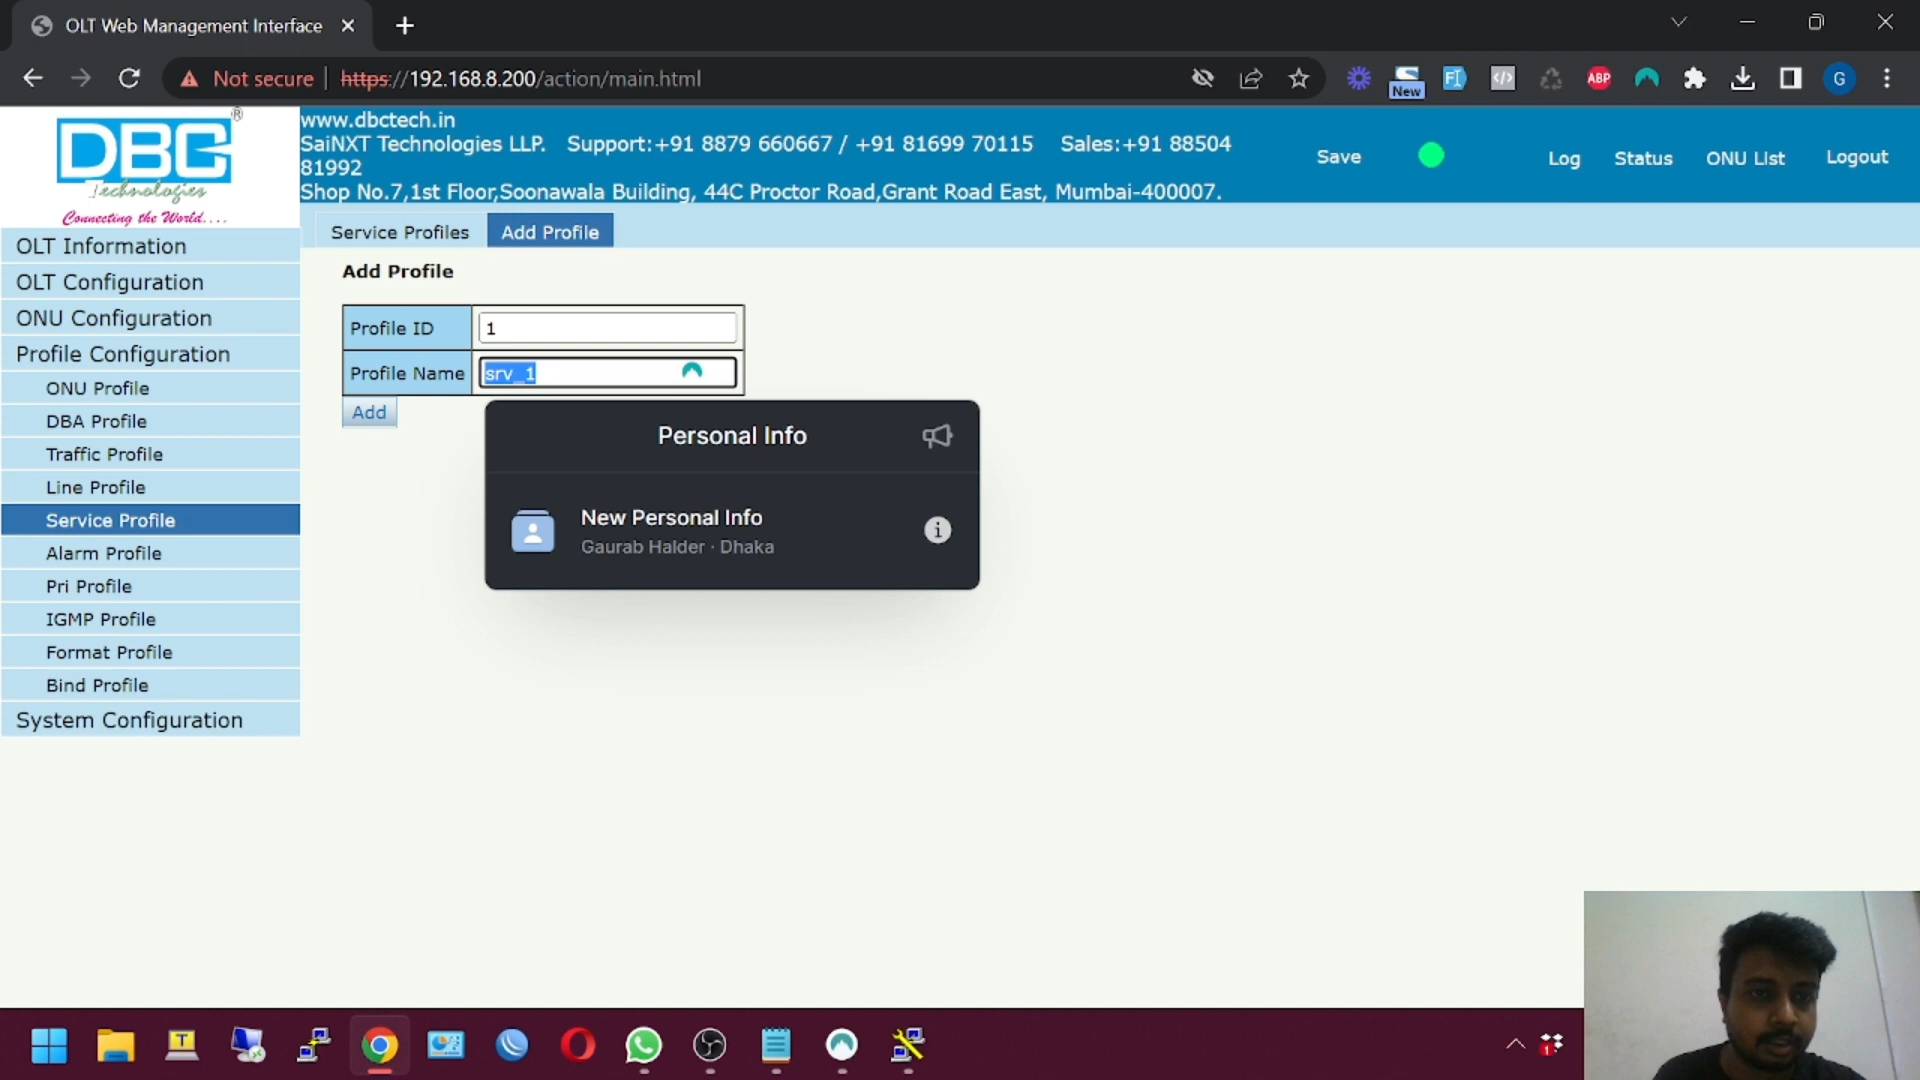 OLT Web Management Interface
Not secure
https://192.168.8.200/action/main.html
New
FI
ABP
G
DBC
®
Technologies
Connecting the World....
www.dbctech.in
SaiNXT Technologies LLP. Support:+91 8879 660667 / +91 81699 70115 Sales:+91 88504
81992
Shop No.7,1st Floor,Soonawala Building, 44C Proctor Road,Grant Road East, Mumbai-400007.
Save
Log
Status
ONU List
Logout
OLT Information
OLT Configuration
ONU Configuration
Profile Configuration
ONU Profile
DBA Profile
Traffic Profile
Line Profile
Service Profile
Alarm Profile
Pri Profile
IGMP Profile
Format Profile
Bind Profile
System Configuration
Service Profiles
Add Profile
Add Profile
Profile ID
1
Profile Name
srv_1
Add
Personal Info
New Personal Info
Gaurab Halder · Dhaka
T
1